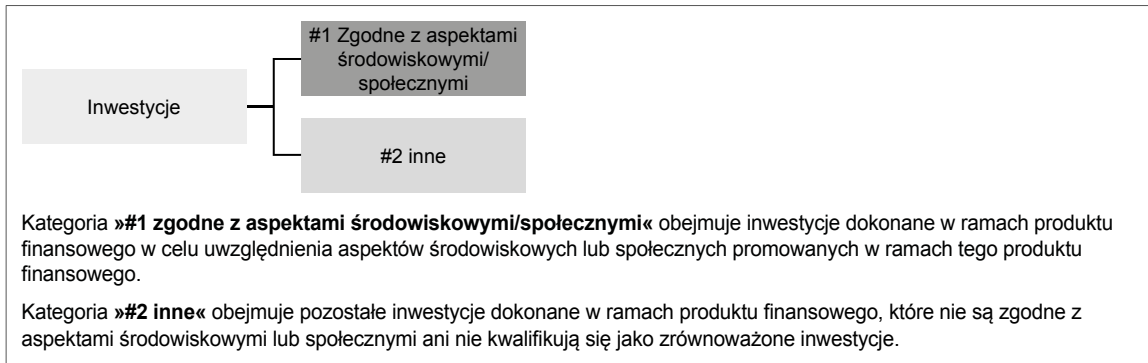 #1 Zgodne z aspektami
środowiskowymi/
społecznymi
Inwestycje
#2 inne
Kategoria »#1 zgodne z aspektami środowiskowymi/społecznymi« obejmuje inwestycje dokonane w ramach produktu
finansowego w celu uwzględnienia aspektów środowiskowych lub społecznych promowanych w ramach tego produktu
finansowego.
Kategoria »#2 inne« obejmuje pozostałe inwestycje dokonane w ramach produktu finansowego, które nie są zgodne z
aspektami środowiskowymi lub społecznymi ani nie kwalifikują się jako zrównoważone inwestycje.